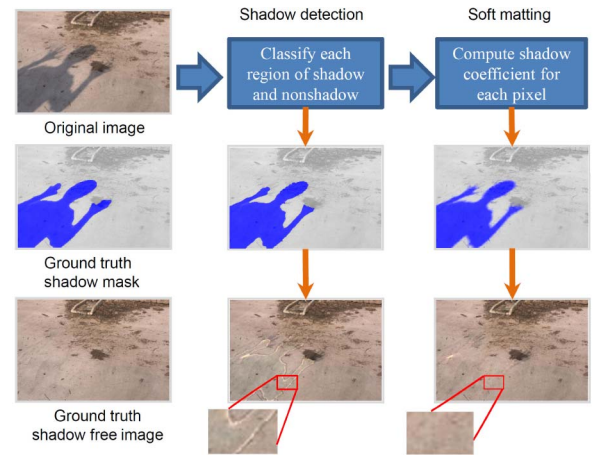 Shadow detection
Soft matting
Classify each
region of shadow
and nonshadow
Compute shadow
coefficient for
each pixel
Original image
Ground truth
shadow mask
Ground truth
shadow free image